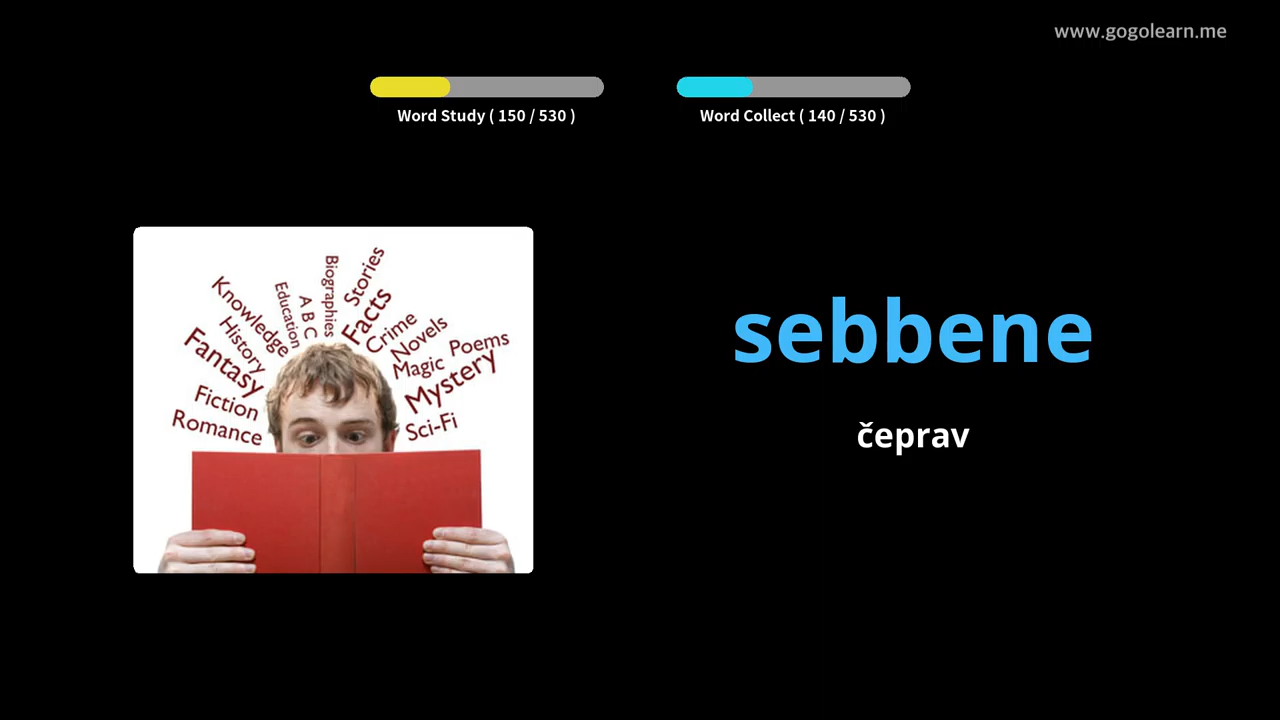 www.gogolearn.me
Word Study ( 150 / 530 )
Word Collect ( 140 / 530 )
Knowledge
Education
A B C
Biographies
Stories
Facts
Crime
Novels
Poems
History
Fantasy
Magic
Mystery
Fiction
Romance
Sci-Fi
sebbene
čeprav